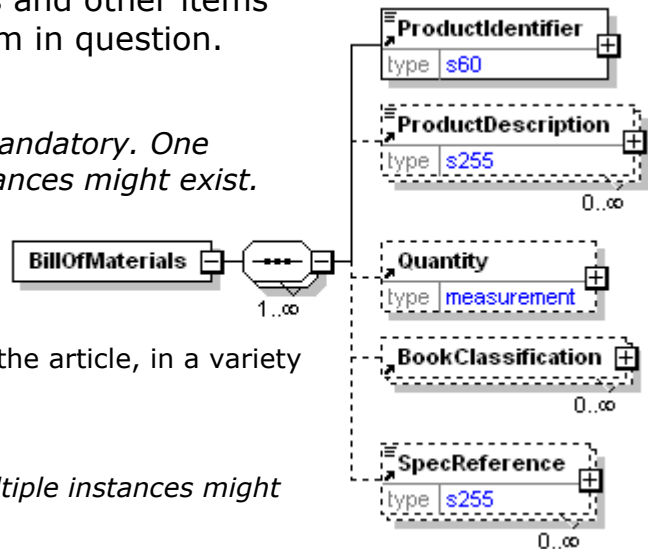 s and other items
m in question.
andatory. One
ances might exist.
the article, in a variety
ltiple instances might
BillOfMaterials
1..∞
ProductIdentifier
type s60
ProductDescription
type s255
0..∞
Quantity
type measurement
BookClassification
0..∞
SpecReference
type s255
0..∞